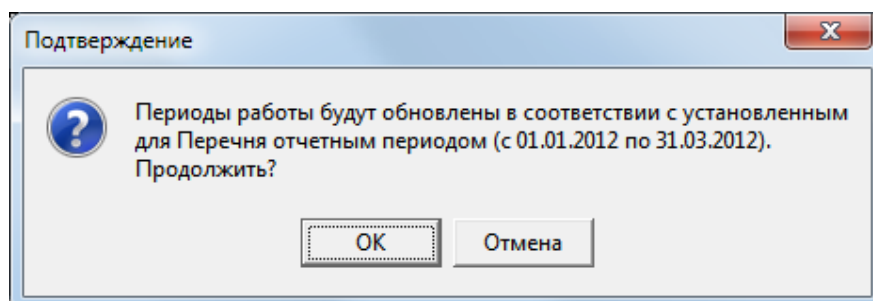 Подтверждение
Периоды работы будут обновлены в соответствии с установленным
для Перечня отчетным периодом (с 01.01.2012 по 31.03.2012).
Продолжить?
OK
Отмена